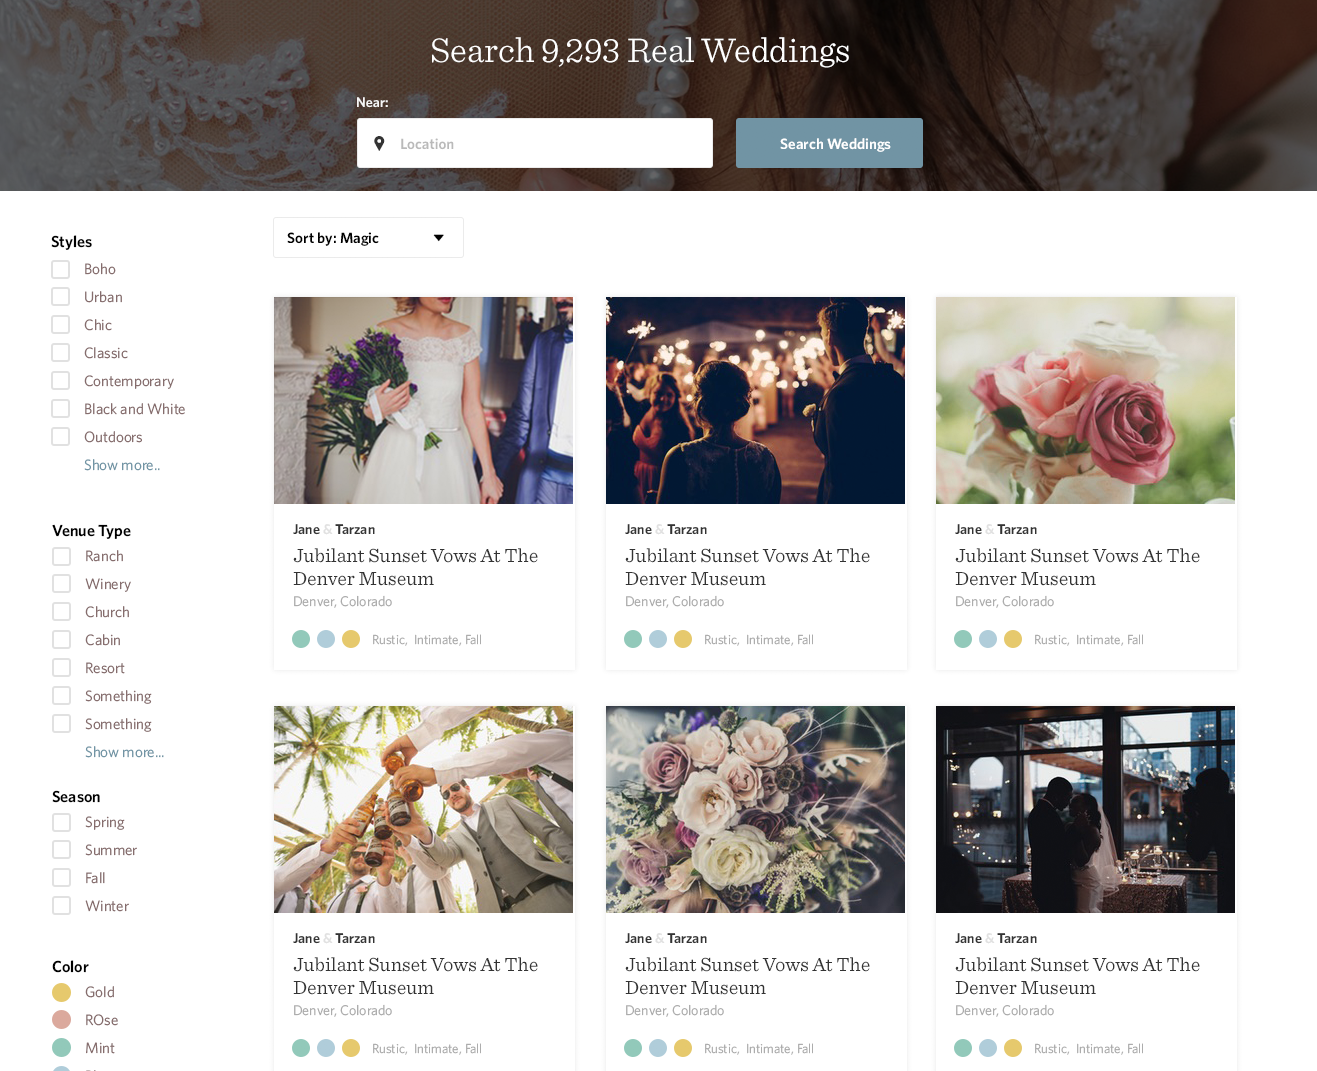 Search 9,293 Real Weddings
Near:
Location
Search Weddings
Sort by: Magic
Styles
Boho
Urban
Chic
Classic
Contemporary
Black and White
Outdoors
Show more..
Venue Type
Ranch
Winery
Church
Cabin
Resort
Something
Something
Show more...
Season
Spring
Summer
Fall
Winter
Color
Gold
ROse
Mint
Jane & Tarzan
Jubilant Sunset Vows At The
Denver Museum
Denver, Colorado
Rustic, Intimate, Fall
Jane & Tarzan
Jubilant Sunset Vows At The
Denver Museum
Denver, Colorado
Rustic, Intimate, Fall
Jane & Tarzan
Jubilant Sunset Vows At The
Denver Museum
Denver, Colorado
Rustic, Intimate, Fall
Jane & Tarzan
Jubilant Sunset Vows At The
Denver Museum
Denver, Colorado
Rustic, Intimate, Fall
Jane & Tarzan
Jubilant Sunset Vows At The
Denver Museum
Denver, Colorado
Rustic, Intimate, Fall
Jane & Tarzan
Jubilant Sunset Vows At The
Denver Museum
Denver, Colorado
Rustic, Intimate, Fall